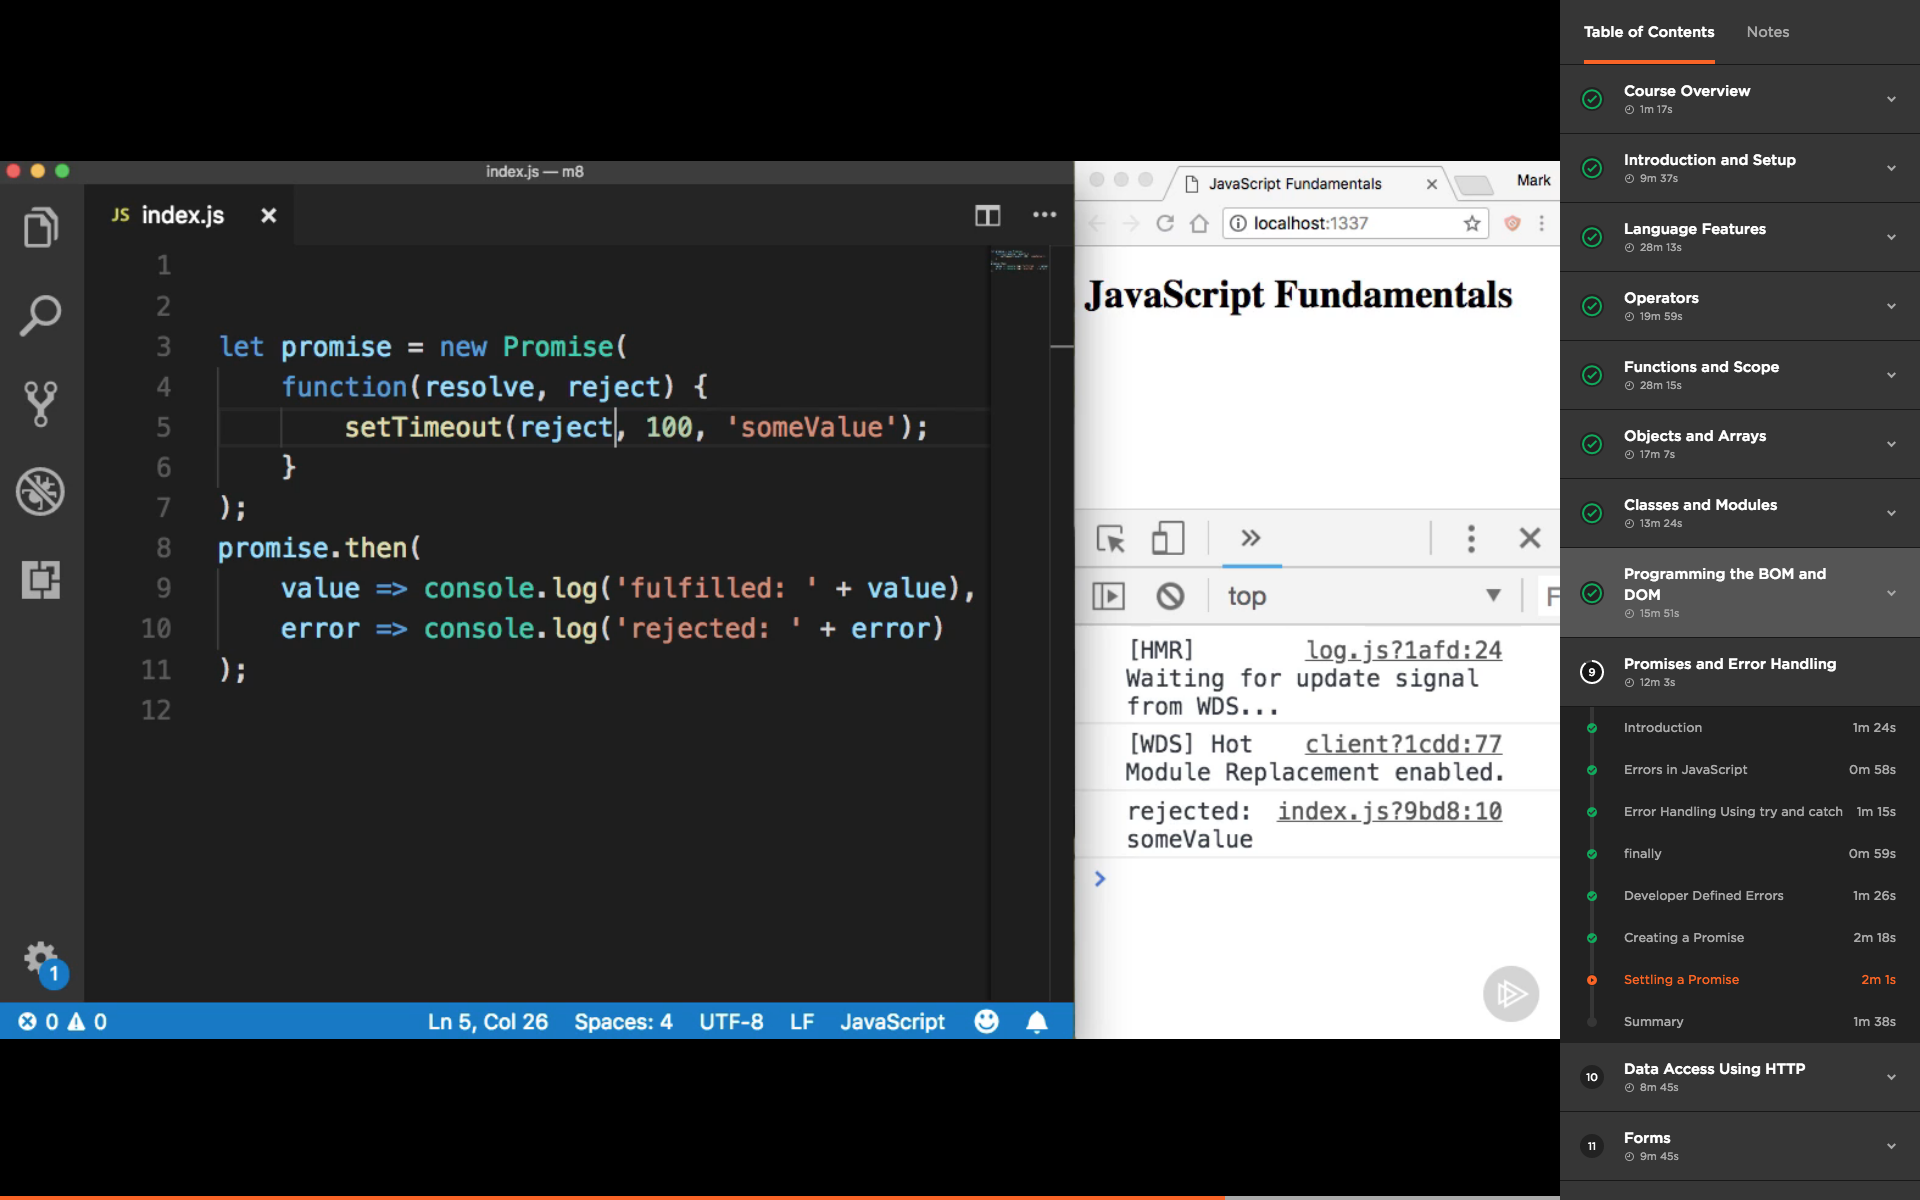 index.js — m8
JS index.js
1
2
3 let promise = new Promise(
4 function(resolve, reject) {
5 setTimeout(reject, 100, 'someValue');
6 }
7 );
8 promise.then(
9 value => console.log('fulfilled: ' + value),
10 error => console.log('rejected: ' + error)
11 );
12
1
0 0
Ln 5, Col 26 Spaces: 4 UTF-8 LF JavaScript
JavaScript Fundamentals
Mark
localhost:1337
JavaScript Fundamentals
top
F
[HMR] log.js?1afd:24
Waiting for update signal
from WDS...
[WDS] Hot client?1cdd:77
Module Replacement enabled.
rejected: index.js?9bd8:10
someValue
Table of Contents Notes
Course Overview
1m 17s
Introduction and Setup
9m 37s
Language Features
28m 13s
Operators
19m 59s
Functions and Scope
28m 15s
Objects and Arrays
17m 7s
Classes and Modules
13m 24s
Programming the BOM and
DOM
15m 51s
9 Promises and Error Handling
12m 3s
Introduction 1m 24s
Errors in JavaScript 0m 58s
Error Handling Using try and catch 1m 15s
finally 0m 59s
Developer Defined Errors 1m 26s
Creating a Promise 2m 18s
Settling a Promise 2m 1s
Summary 1m 38s
10 Data Access Using HTTP
8m 45s
11 Forms
9m 45s